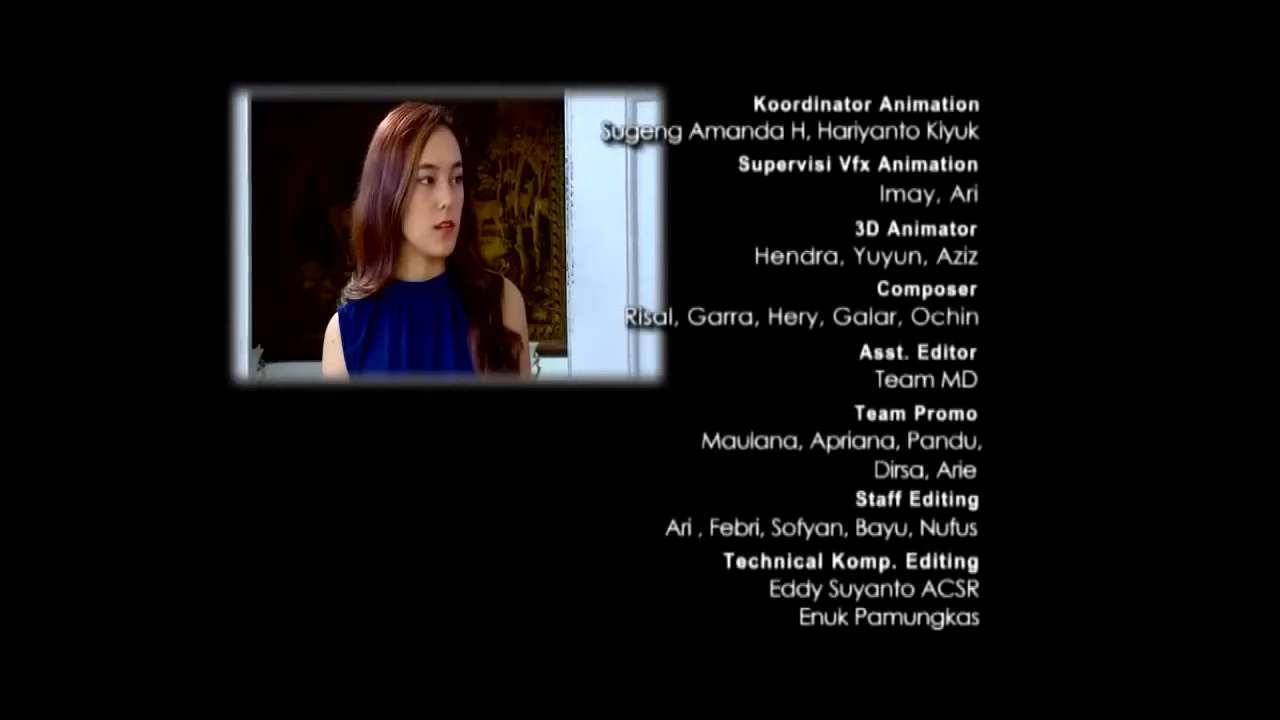 Koordinator Animation
Sugeng Amanda H, Hariyanto Kiyuk
Supervisi Vfx Animation
Imay, Ari
3D Animator
Hendra, Yuyun, Aziz
Composer
Risal, Garra, Hery, Galar, Ochin
Asst. Editor
Team MD
Team Promo
Maulana, Apriana, Pandu,
Dirsa, Arie
Staff Editing
Ari , Febri, Sofyan, Bayu, Nufus
Technical Komp. Editing
Eddy Suyanto ACSR
Enuk Pamungkas